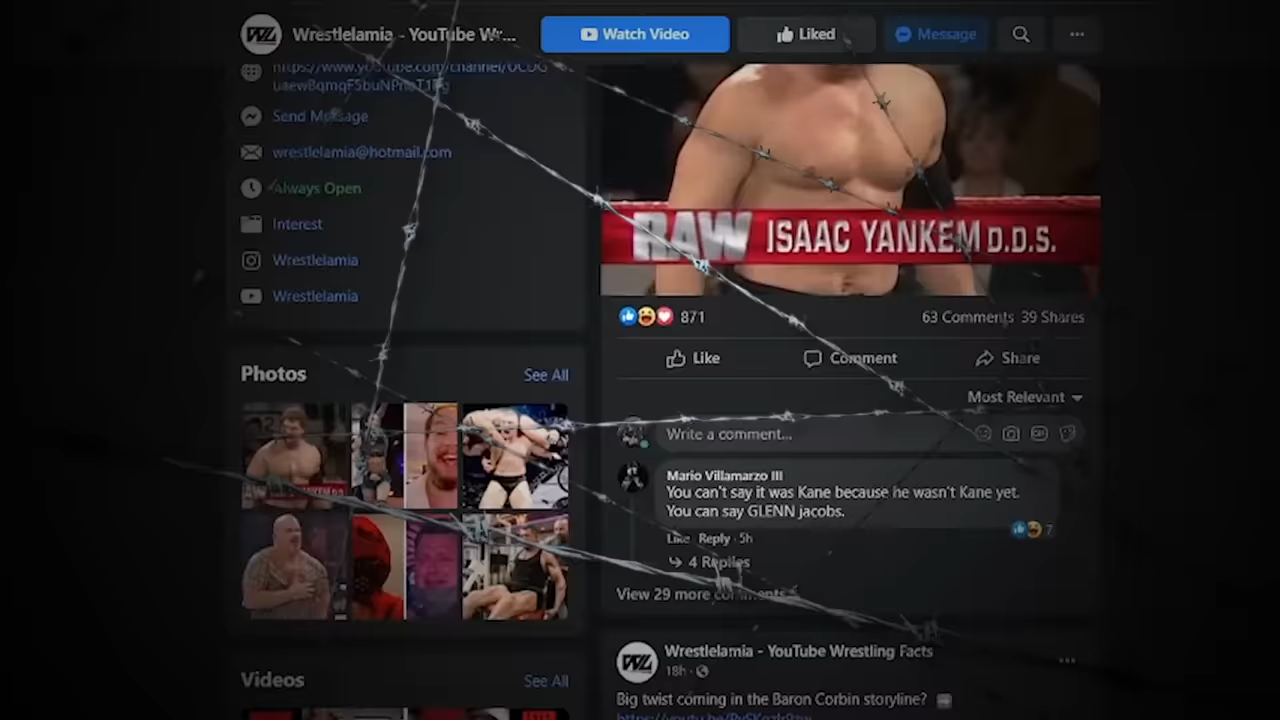 Wrestlelamia - YouTube Wr...
Watch Video
Liked
Message
Send Message
wrestlelamia@hotmail.com
Always Open
Interest
Wrestlelamia
Wrestlelamia
Photos
See All
Videos
See All
RAW ISAAC YANKEM D.D.S.
871
63 Comments 39 Shares
Like
Comment
Share
Most Relevant
Write a comment...
Mario Villamarzo III
You can't say it was Kane because he wasn't Kane yet.
You can say GLENN jacobs.
7
Like · Reply · 5h
4 Replies
View 29 more comments
Wrestlelamia - YouTube Wrestling Facts
18h ·
Big twist coming in the Baron Corbin storyline?